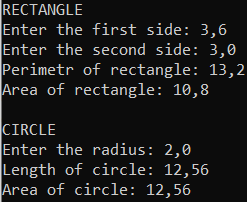 RECTANGLE
Enter the first side: 3,6
Enter the second side: 3,0
Perimetr of rectangle: 13,2
Area of rectangle: 10,8
CIRCLE
Enter the radius: 2,0
Length of circle: 12,56
Area of circle: 12,56